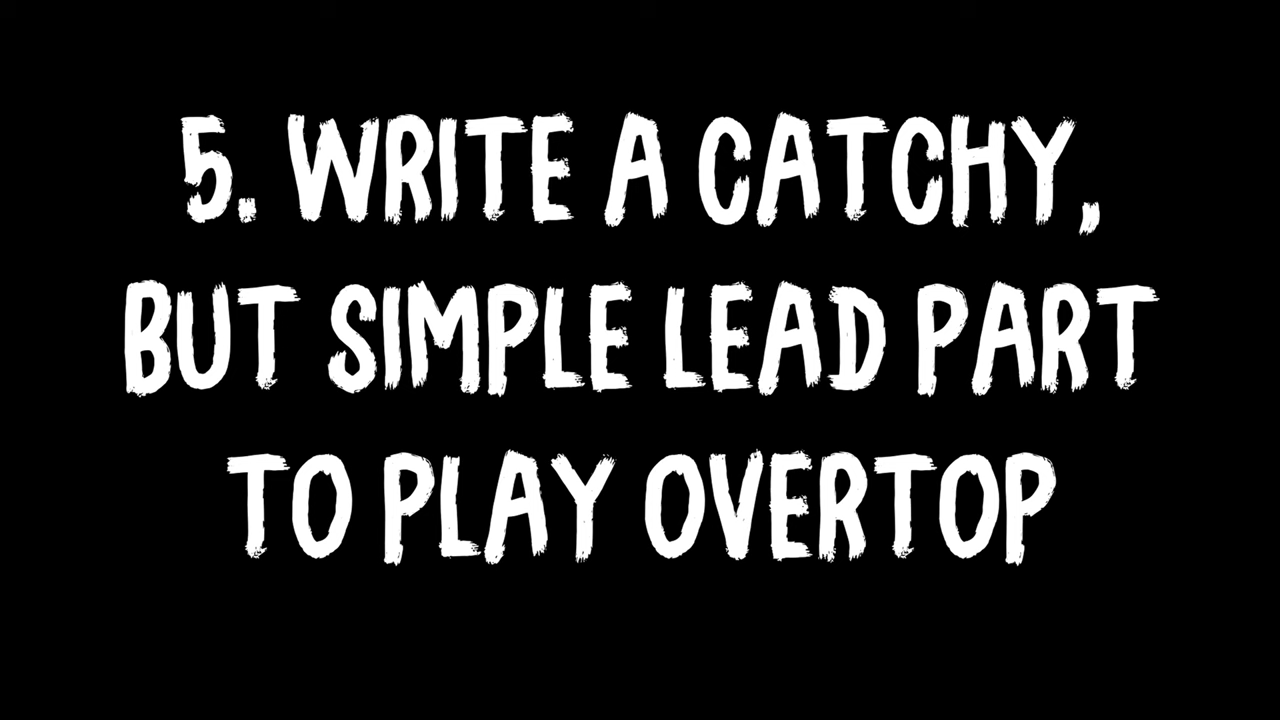 5. WRITE A CATCHY,
BUT SIMPLE LEAD PART
TO PLAY OVERTOP